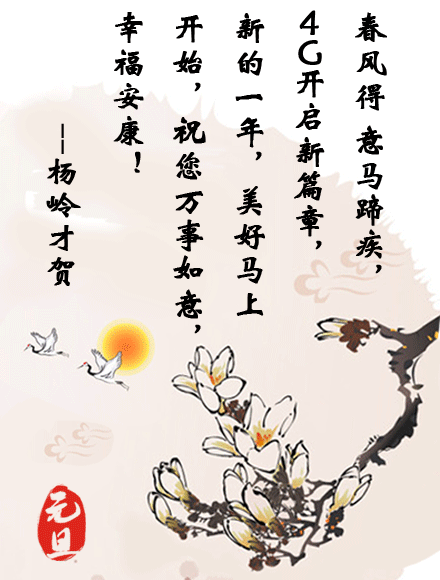 春风得意马蹄疾，
4G开启新篇章，
新的一年，美好马上
开始，祝您万事如意，
幸福安康！
—杨岭才贺
元旦